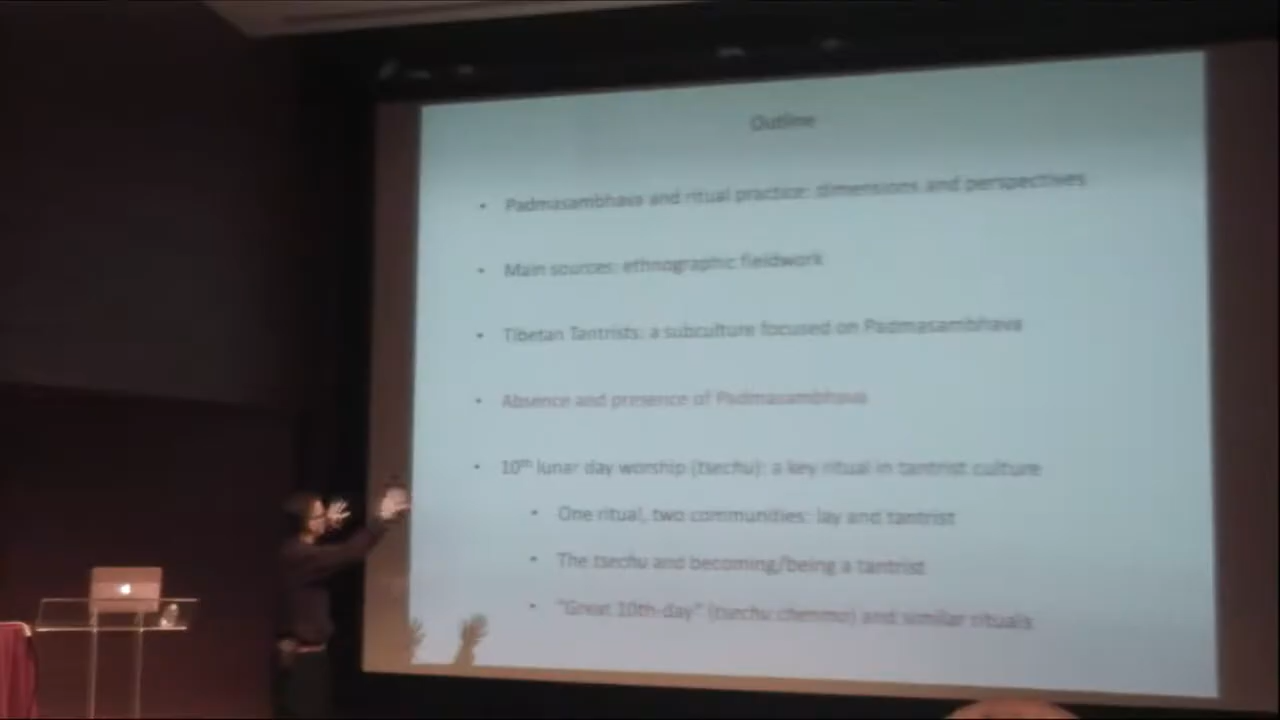 Outline
• Padmasambhava and ritual practice: dimensions and perspectives
• Main sources: ethnographic fieldwork
• Tibetan Tantrists: a subculture focused on Padmasambhava
• Absence and presence of Padmasambhava
• 10th lunar day worship (tsechu): a key ritual in tantrist culture
• One ritual, two communities: lay and tantrist
• The tsechu and becoming/being a tantrist
• "Great 10th-day" (tsechu chenmo) and similar rituals